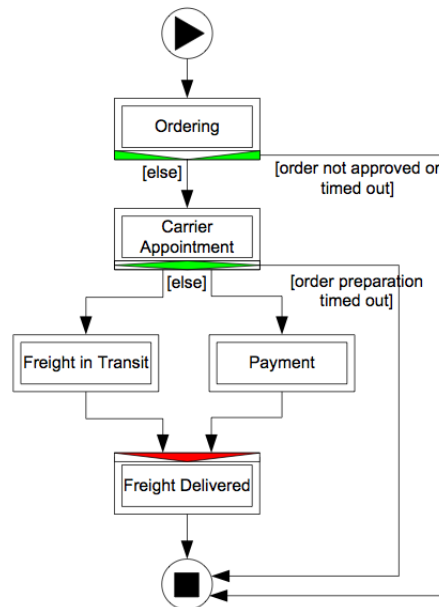 Ordering
[else]
[order not approved or
timed out]
Carrier
Appointment
[else]
[order preparation
timed out]
Freight in Transit
Payment
Freight Delivered